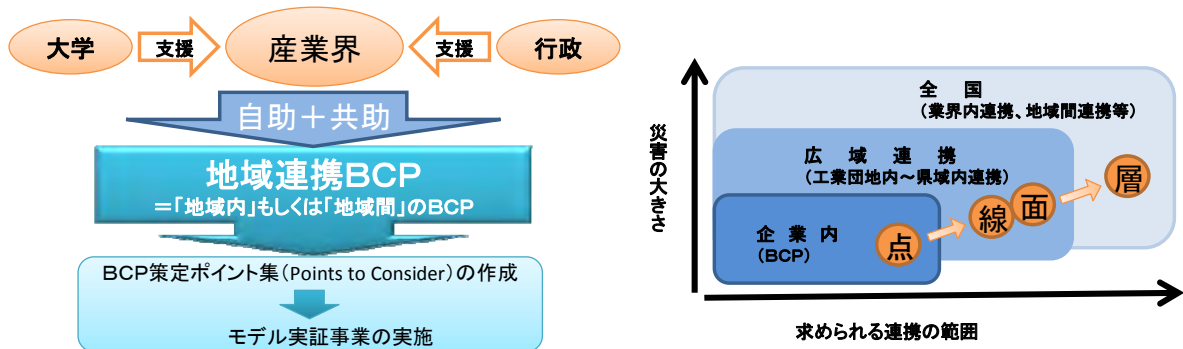 大学
支援
産業界
支援
行政
自助＋共助
地域連携ＢＣＰ
＝「地域内」もしくは「地域間」のＢＣＰ
ＢＣＰ策定ポイント集（Points to Consider）の作成
モデル実証事業の実施
災害の大きさ
全　国
（業界内連携、地域間連携等）
広　域　連　携
（工業団地内～県域内連携）
企　業　内
（ＢＣＰ）
点
線
面
層
求められる連携の範囲